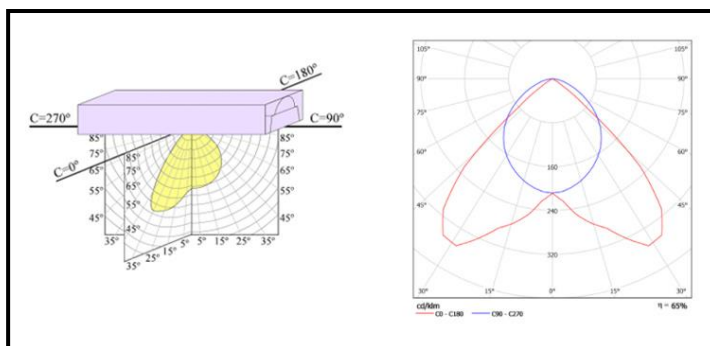 C=180°
C=270° C=90°
C=0°
85° 85° 85°
75° 75° 75°
65° 65° 65°
55° 55° 55°
45° 45°
35° 25° 15° 5° 5° 15° 25° 35°
35°
105° 105°
90° 90°
75° 75°
60° 60°
160
45° 240 45°
320
30° 15° 0° 15° 30°
cd/klm η = 65%
C0 - C180 C90 - C270